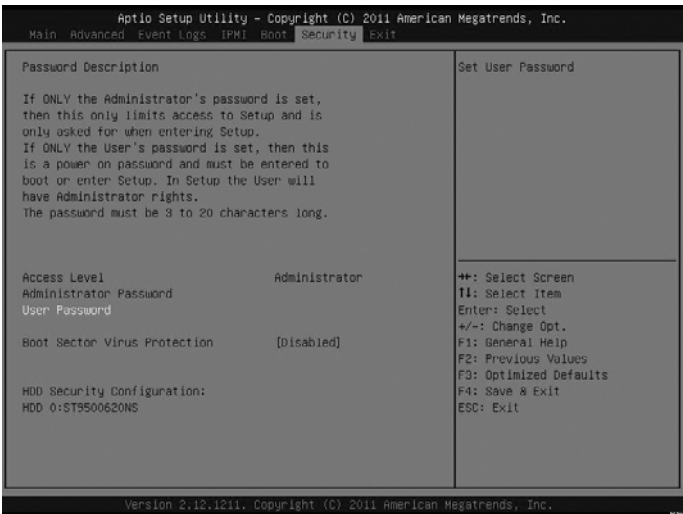 Aptio Setup Utility - Copyright (C) 2011 American Megatrends, Inc.
Main Advanced Event Logs IPMI Boot Security Exit
Password Description
If ONLY the Administrator's password is set,
then this only limits access to Setup and is
only asked for when entering Setup.
If ONLY the User's password is set, then this
is a power on password and must be entered to
boot or enter Setup. In Setup the User will
have Administrator rights.
The password must be 3 to 20 characters long.
Access Level Administrator
Administrator Password
User Password
Boot Sector Virus Protection [Disabled]
HDD Security Configuration:
HDD 0:ST9500620NS
Set User Password
→←: Select Screen
↑↓: Select Item
Enter: Select
+/-: Change Opt.
F1: General Help
F2: Previous Values
F3: Optimized Defaults
F4: Save & Exit
ESC: Exit
Version 2.12.1211. Copyright (C) 2011 American Megatrends, Inc.